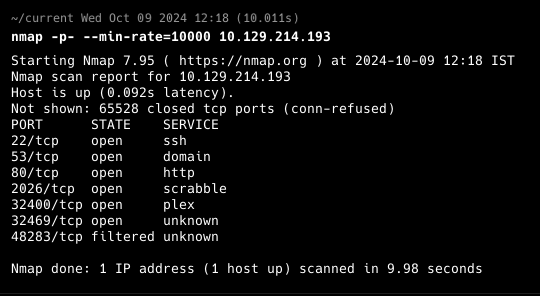 ~/current Wed Oct 09 2024 12:18 (10.011s)
nmap -p- --min-rate=10000 10.129.214.193
Starting Nmap 7.95 ( https://nmap.org ) at 2024-10-09 12:18 IST
Nmap scan report for 10.129.214.193
Host is up (0.092s latency).
Not shown: 65528 closed tcp ports (conn-refused)
PORT      STATE    SERVICE
22/tcp    open     ssh
53/tcp    open     domain
80/tcp    open     http
2026/tcp  open     scrabble
32400/tcp open     plex
32469/tcp open     unknown
48283/tcp filtered unknown
Nmap done: 1 IP address (1 host up) scanned in 9.98 seconds